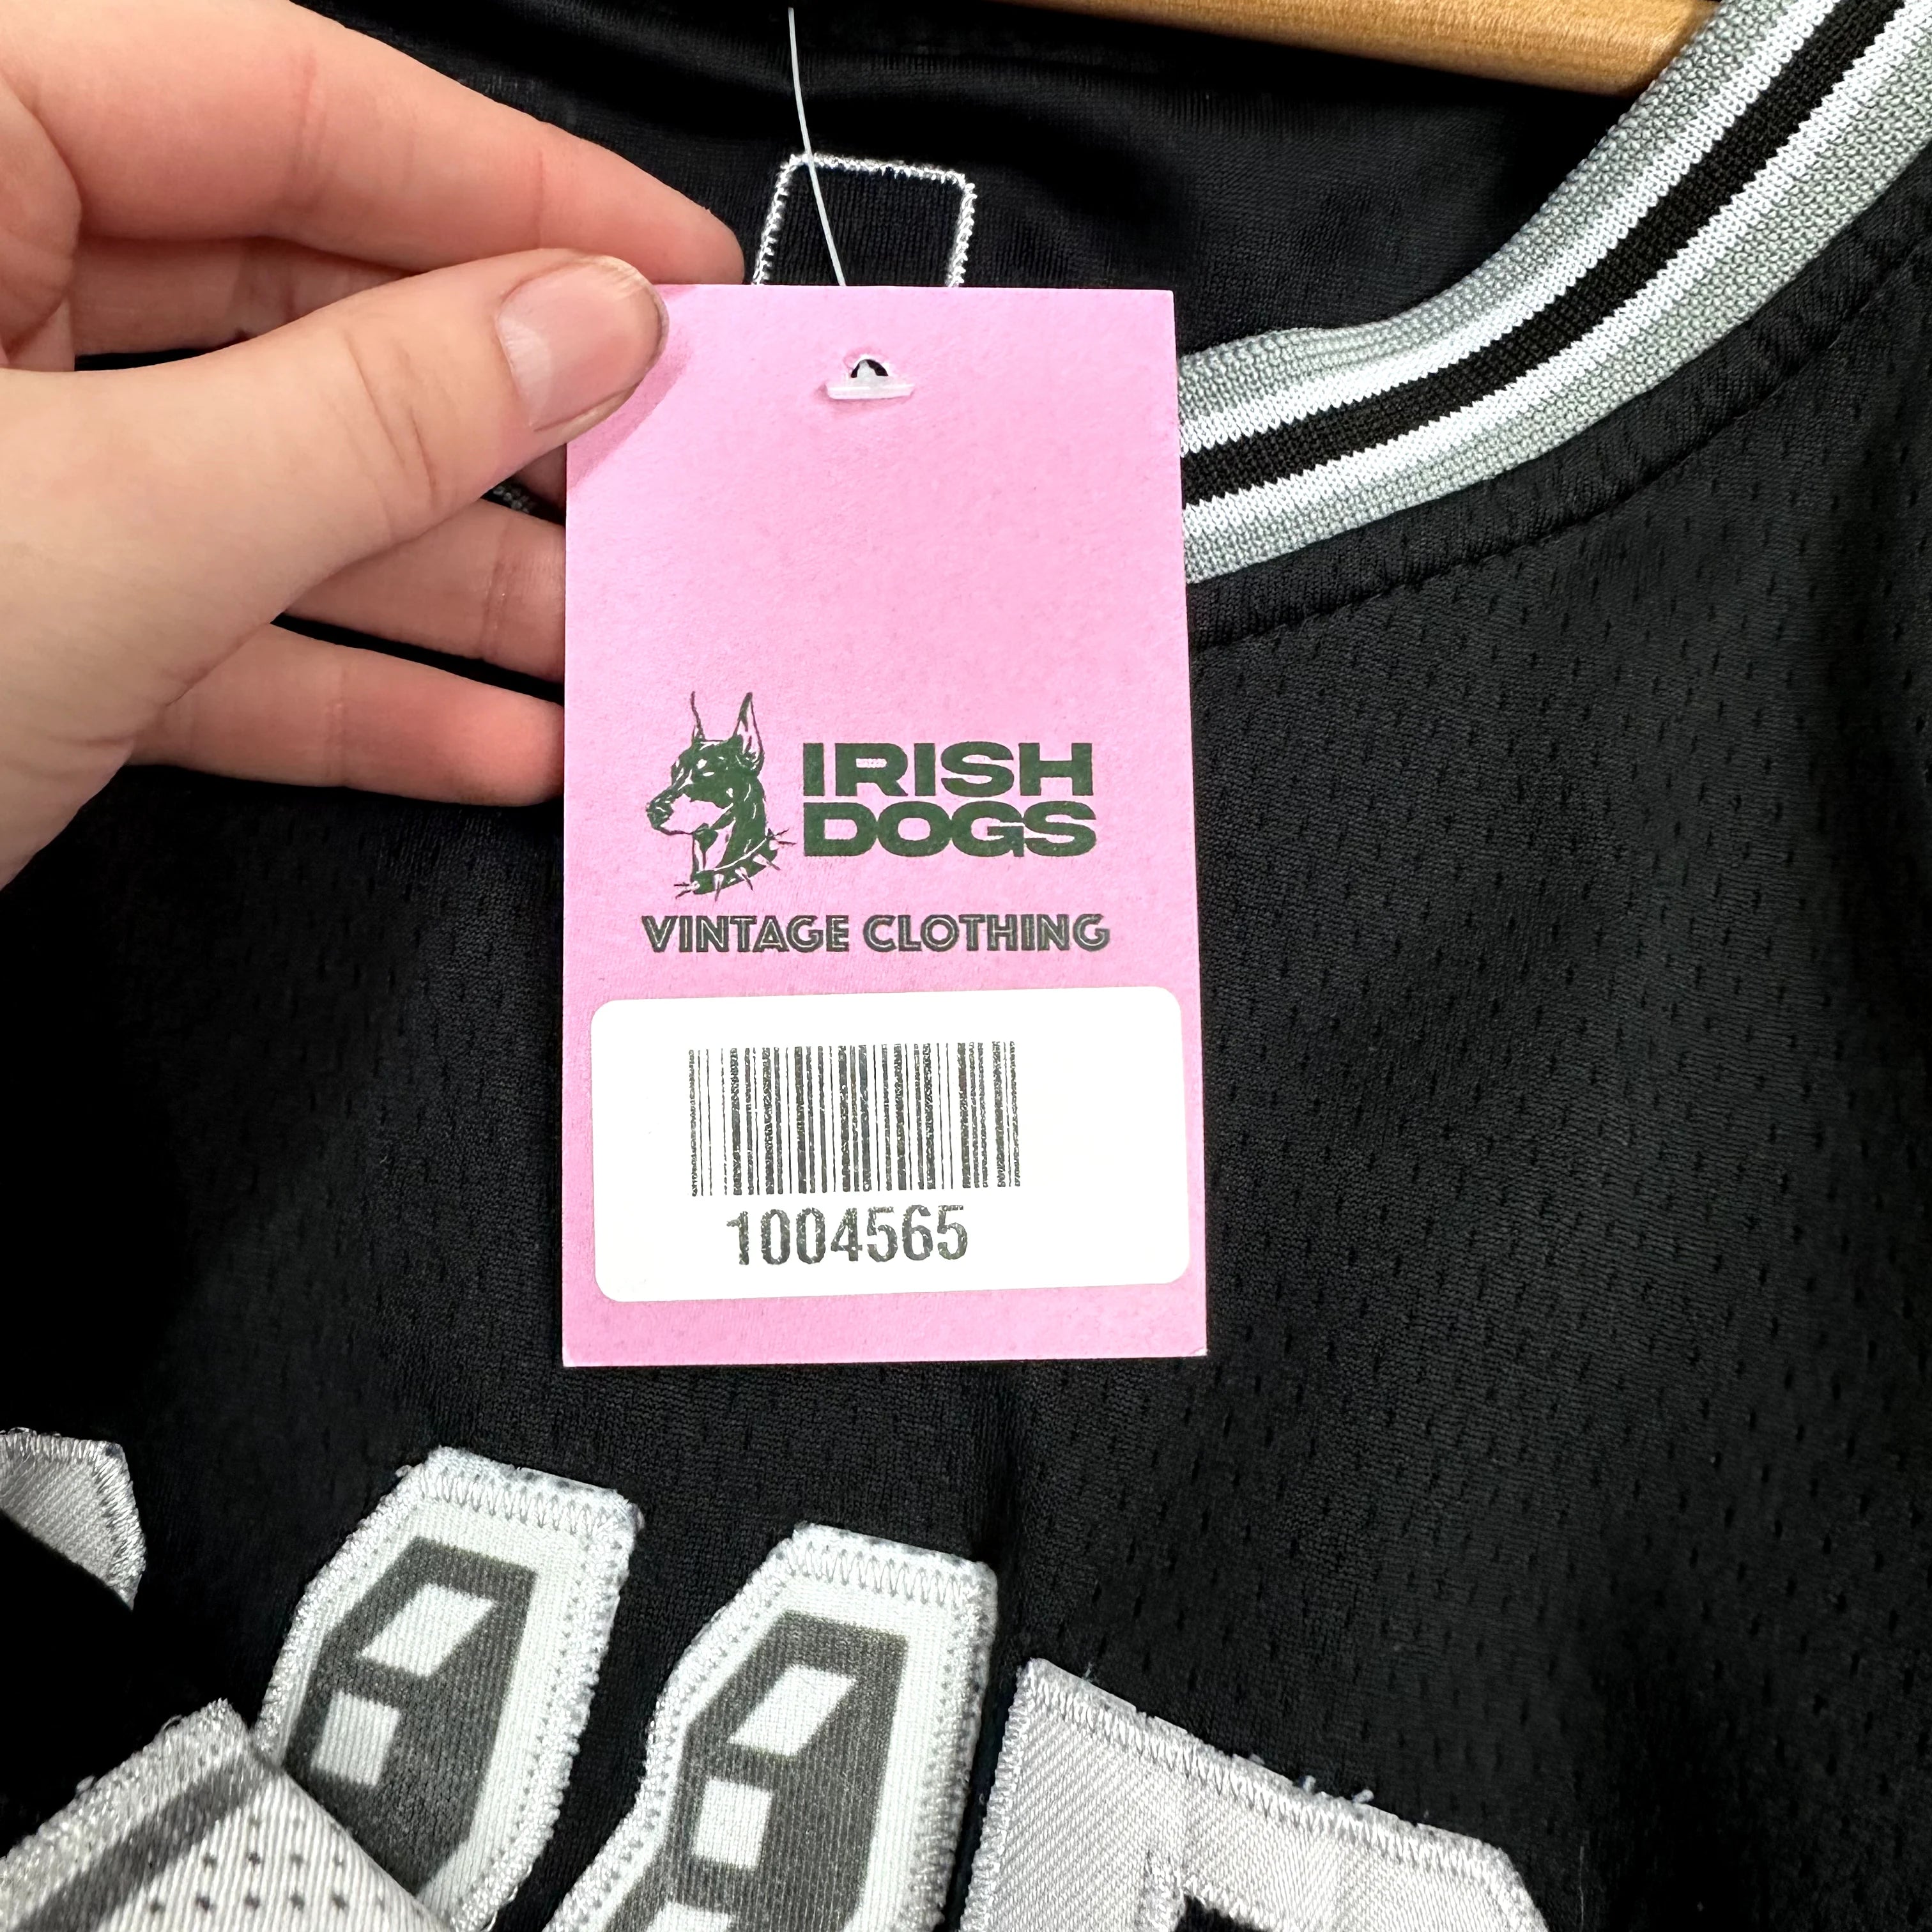 IRISH
DOGS
VINTAGE CLOTHING
1004565